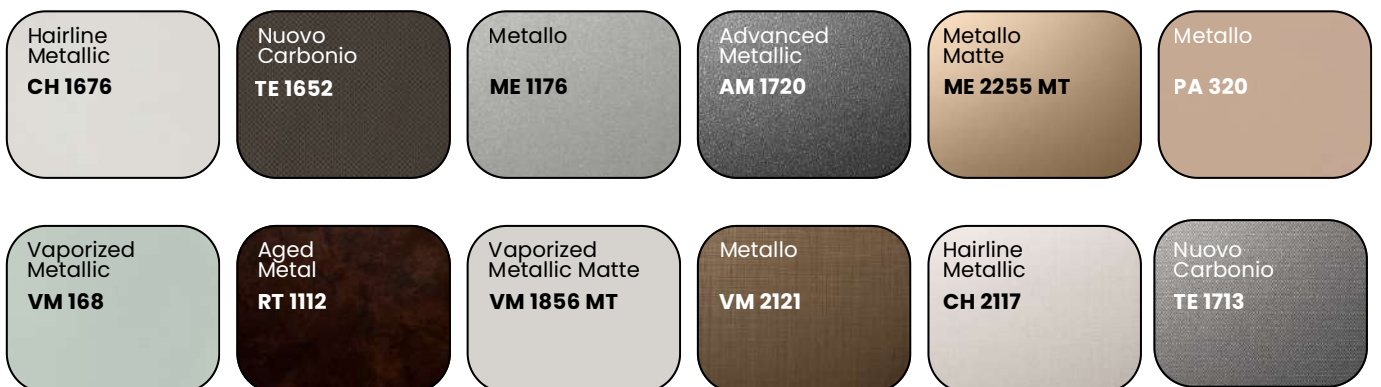 Hairline
Metallic
CH 1676
Nuovo
Carbonio
TE 1652
Metallo
ME 1176
Advanced
Metallic
AM 1720
Metallo
Matte
ME 2255 MT
Metallo
PA 320
Vaporized
Metallic
VM 168
Aged
Metal
RT 1112
Vaporized
Metallic Matte
VM 1856 MT
Metallo
VM 2121
Hairline
Metallic
CH 2117
Nuovo
Carbonio
TE 1713